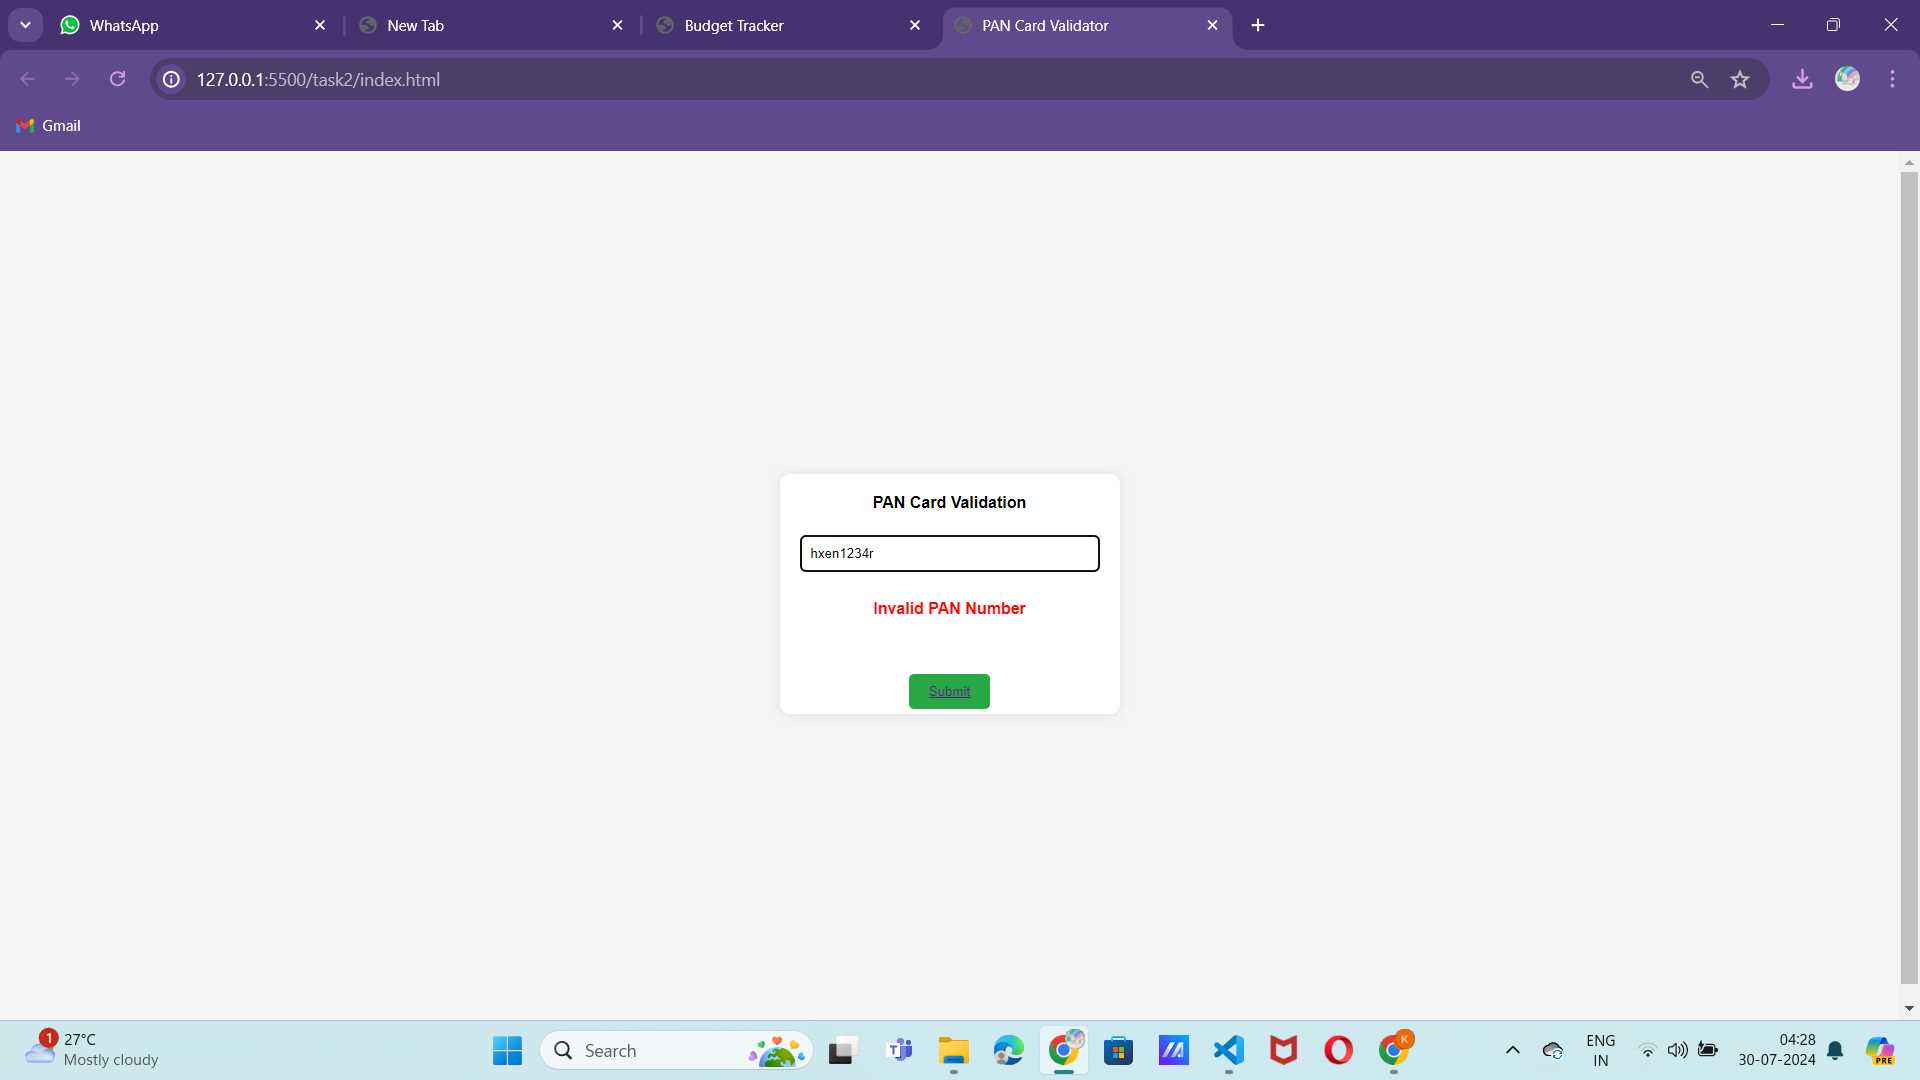 WhatsApp
New Tab
Budget Tracker
PAN Card Validator
127.0.0.1:5500/task2/index.html
Gmail
PAN Card Validation
hxen1234r
Invalid PAN Number
Submit
1
27°C
Mostly cloudy
Search
T
K
ENG
IN
04:28
30-07-2024
PRE